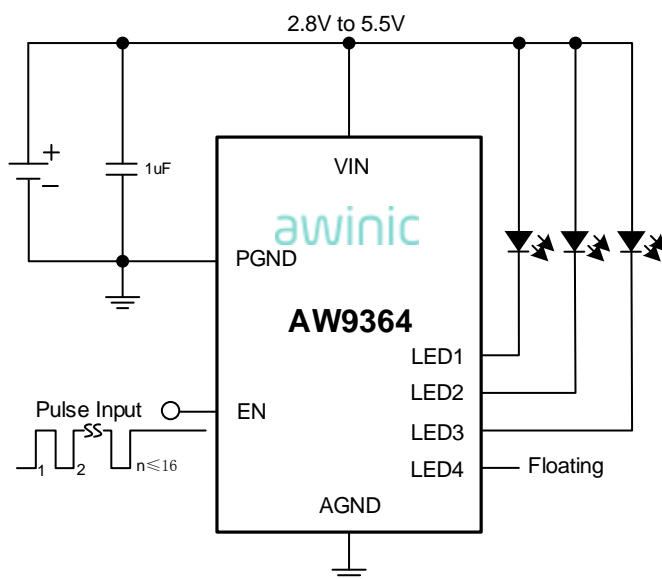 2.8V to 5.5V
+
1uF
−
VIN
awinic
PGND
AW9364
LED1
LED2
LED3
LED4
Floating
Pulse Input
EN
1
2
n≤16
AGND